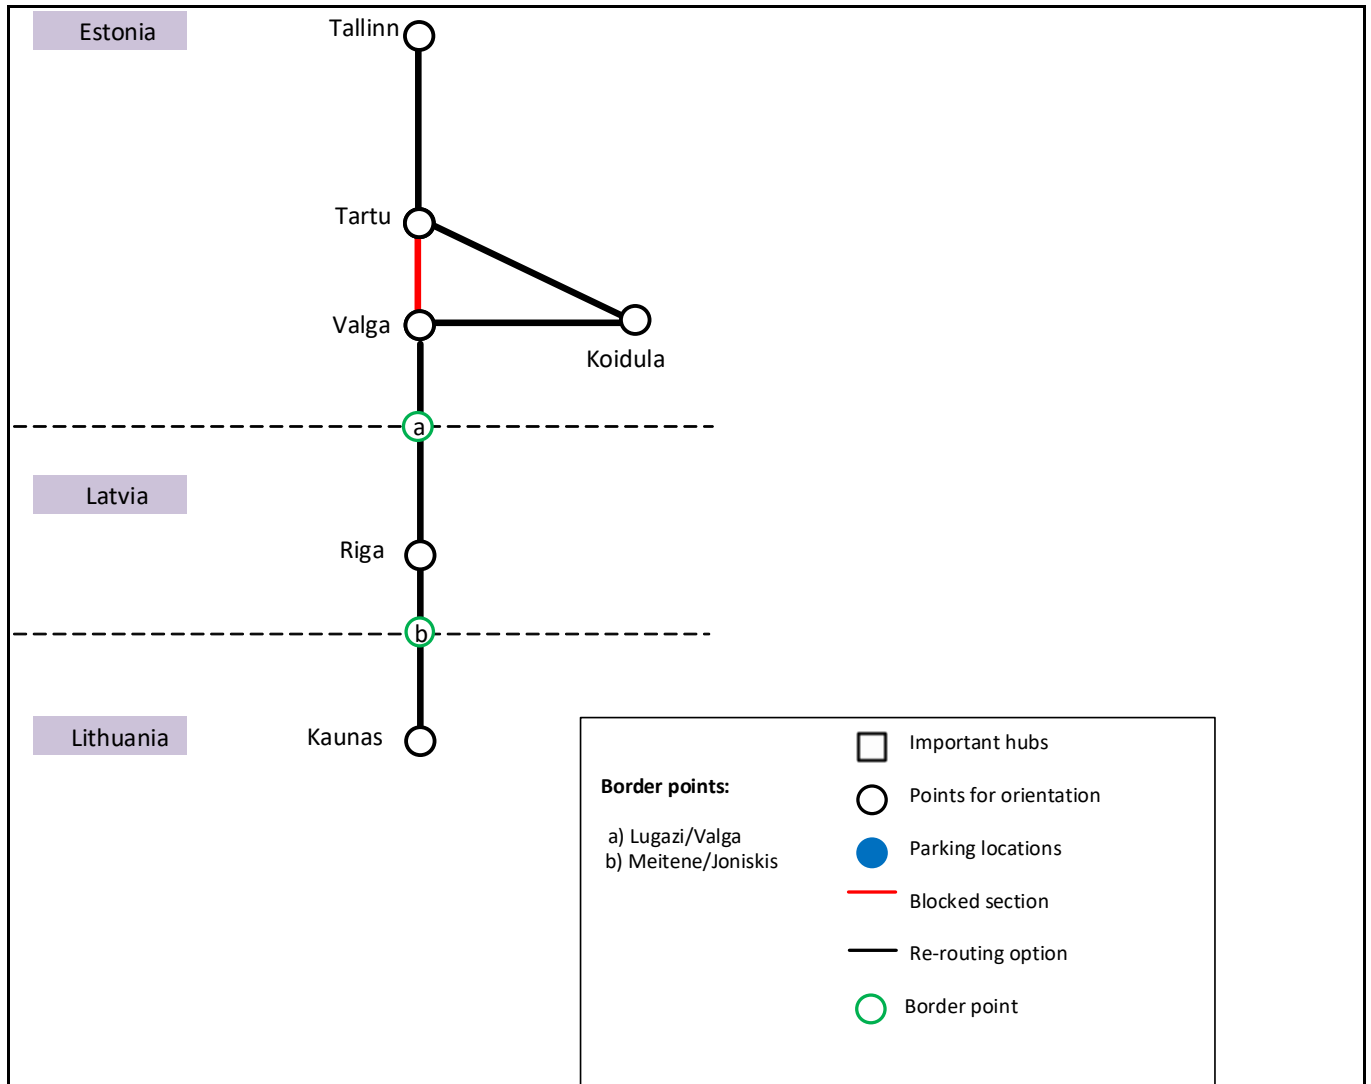 Estonia
Tallinn
Tartu
Valga
Koidula
a
Latvia
Riga
b
Lithuania
Kaunas
Border points:
a) Lugazi/Valga
b) Meitene/Joniskis
Important hubs
Points for orientation
Parking locations
Blocked section
Re-routing option
Border point